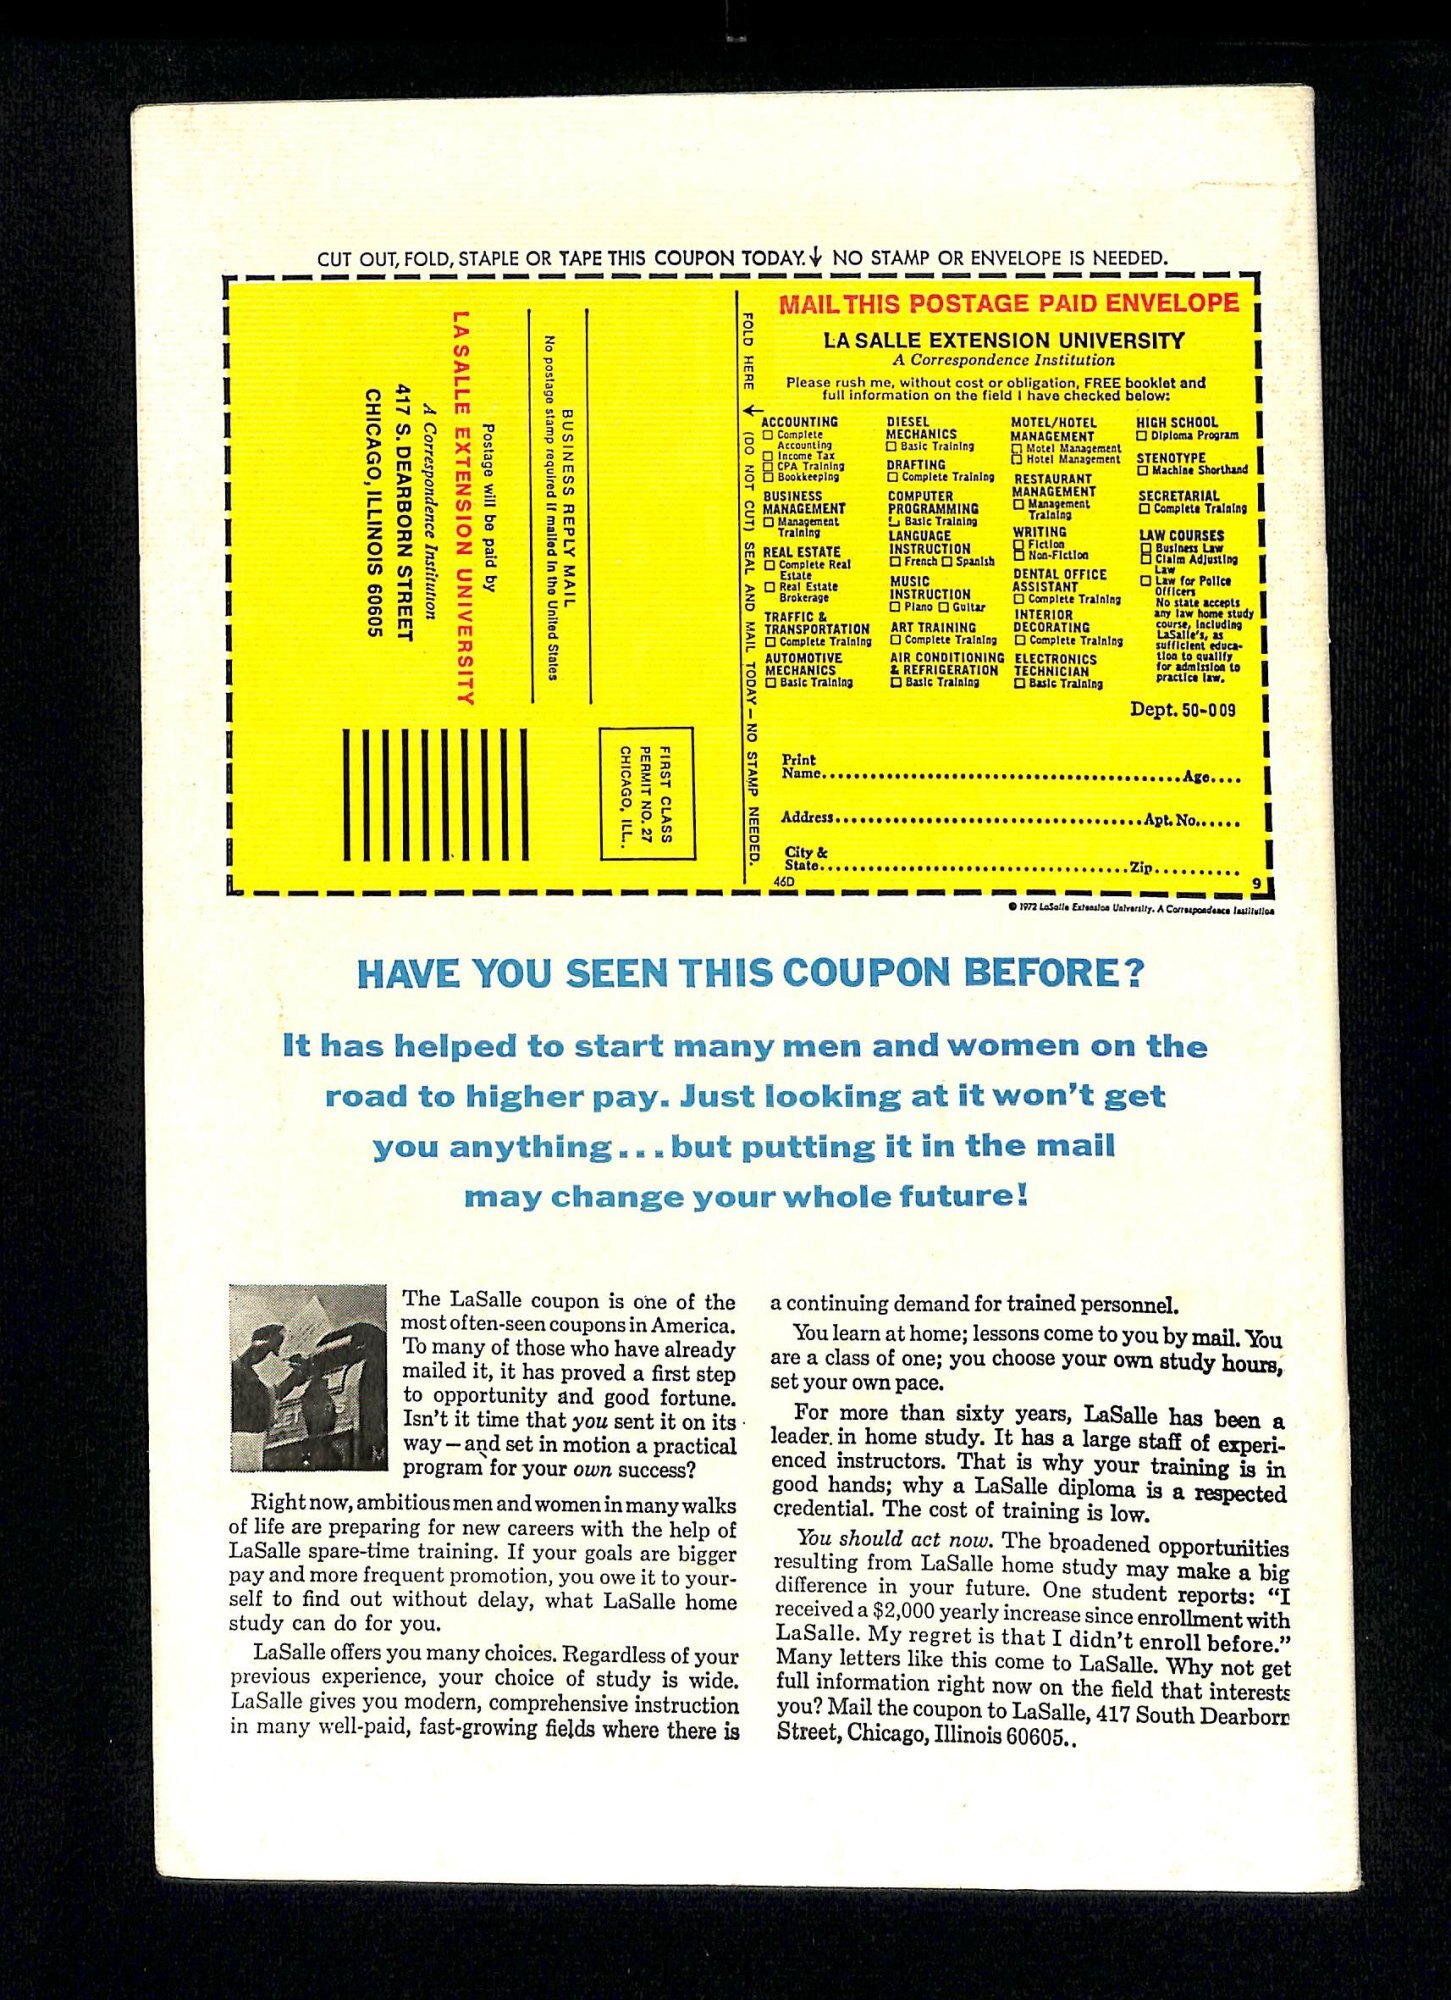 CUT OUT, FOLD, STAPLE OR TAPE THIS COUPON TODAY. ↓ NO STAMP OR ENVELOPE IS NEEDED.
LA SALLE EXTENSION UNIVERSITY
A Correspondence Institution
417 S. DEARBORN STREET
CHICAGO, ILLINOIS 60605
Postage will be paid by
No postage stamp required if mailed in the United States
BUSINESS REPLY MAIL
FIRST CLASS
PERMIT NO. 27
CHICAGO, ILL.
FOLD HERE ↓ (DO NOT CUT) SEAL AND MAIL TODAY — NO STAMP NEEDED.
MAIL THIS POSTAGE PAID ENVELOPE
LA SALLE EXTENSION UNIVERSITY
A Correspondence Institution
Please rush me, without cost or obligation, FREE booklet and
full information on the field I have checked below:
ACCOUNTING
☐ Complete
Accounting
☐ Income Tax
☐ CPA Training
☐ Bookkeeping
BUSINESS
MANAGEMENT
☐ Management
Training
REAL ESTATE
☐ Complete Real
Estate
☐ Real Estate
Brokerage
TRAFFIC &
TRANSPORTATION
☐ Complete Training
AUTOMOTIVE
MECHANICS
☐ Basic Training
DIESEL
MECHANICS
☐ Basic Training
DRAFTING
☐ Complete Training
COMPUTER
PROGRAMMING
☐ Basic Training
LANGUAGE
INSTRUCTION
☐ French ☐ Spanish
MUSIC
INSTRUCTION
☐ Piano ☐ Guitar
ART TRAINING
☐ Complete Training
AIR CONDITIONING
& REFRIGERATION
☐ Basic Training
MOTEL/HOTEL
MANAGEMENT
☐ Motel Management
☐ Hotel Management
RESTAURANT
MANAGEMENT
☐ Management
Training
WRITING
☐ Fiction
☐ Non-Fiction
DENTAL OFFICE
ASSISTANT
☐ Complete Training
INTERIOR
DECORATING
☐ Complete Training
ELECTRONICS
TECHNICIAN
☐ Basic Training
HIGH SCHOOL
☐ Diploma Program
STENOTYPE
☐ Machine Shorthand
SECRETARIAL
☐ Complete Training
LAW COURSES
☐ Business Law
☐ Claim Adjusting
Law
☐ Law for Police
Officers
No state accepts
any law home study
course, including
LaSalle's, as
sufficient educa-
tion to qualify
for admission to
practice law.
Dept. 50-009
Print
Name............................................Age....
Address......................................Apt. No......
City &
State......................................Zip..........
46D 9
© 1972 LaSalle Extension University. A Correspondence Institution
HAVE YOU SEEN THIS COUPON BEFORE?
It has helped to start many men and women on the
road to higher pay. Just looking at it won't get
you anything...but putting it in the mail
may change your whole future!
The LaSalle coupon is one of the
most often-seen coupons in America.
To many of those who have already
mailed it, it has proved a first step
to opportunity and good fortune.
Isn't it time that you sent it on its
way—and set in motion a practical
program for your own success?
Right now, ambitious men and women in many walks
of life are preparing for new careers with the help of
LaSalle spare-time training. If your goals are bigger
pay and more frequent promotion, you owe it to your-
self to find out without delay, what LaSalle home
study can do for you.
LaSalle offers you many choices. Regardless of your
previous experience, your choice of study is wide.
LaSalle gives you modern, comprehensive instruction
in many well-paid, fast-growing fields where there is
a continuing demand for trained personnel.
You learn at home; lessons come to you by mail. You
are a class of one; you choose your own study hours,
set your own pace.
For more than sixty years, LaSalle has been a
leader in home study. It has a large staff of experi-
enced instructors. That is why your training is in
good hands; why a LaSalle diploma is a respected
credential. The cost of training is low.
You should act now. The broadened opportunities
resulting from LaSalle home study may make a big
difference in your future. One student reports: "I
received a $2,000 yearly increase since enrollment with
LaSalle. My regret is that I didn't enroll before."
Many letters like this come to LaSalle. Why not get
full information right now on the field that interests
you? Mail the coupon to LaSalle, 417 South Dearborn
Street, Chicago, Illinois 60605..